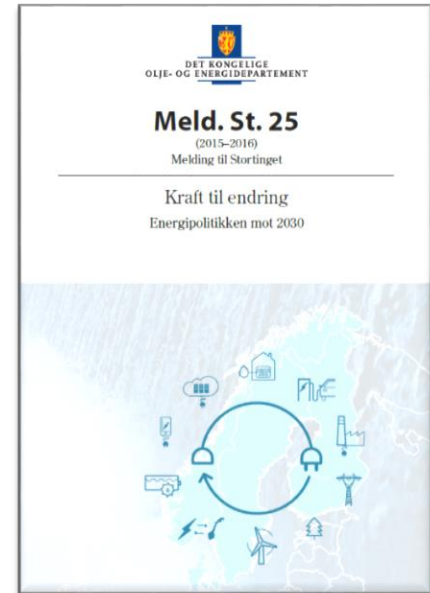 DET KONGELIGE
OLJE- OG ENERGIDEPARTEMENT
Meld. St. 25
(2015–2016)
Melding til Stortinget
Kraft til endring
Energipolitikken mot 2030